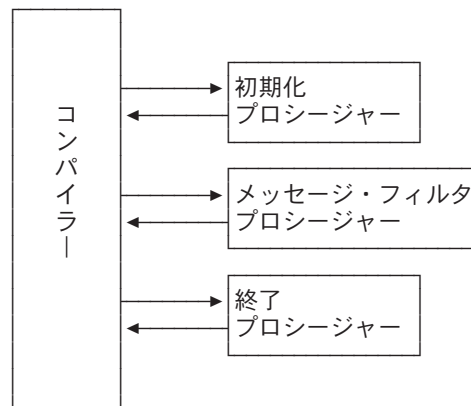 コンパイラー
初期化
プロシージャー
メッセージ・フィルタ
プロシージャー
終了
プロシージャー